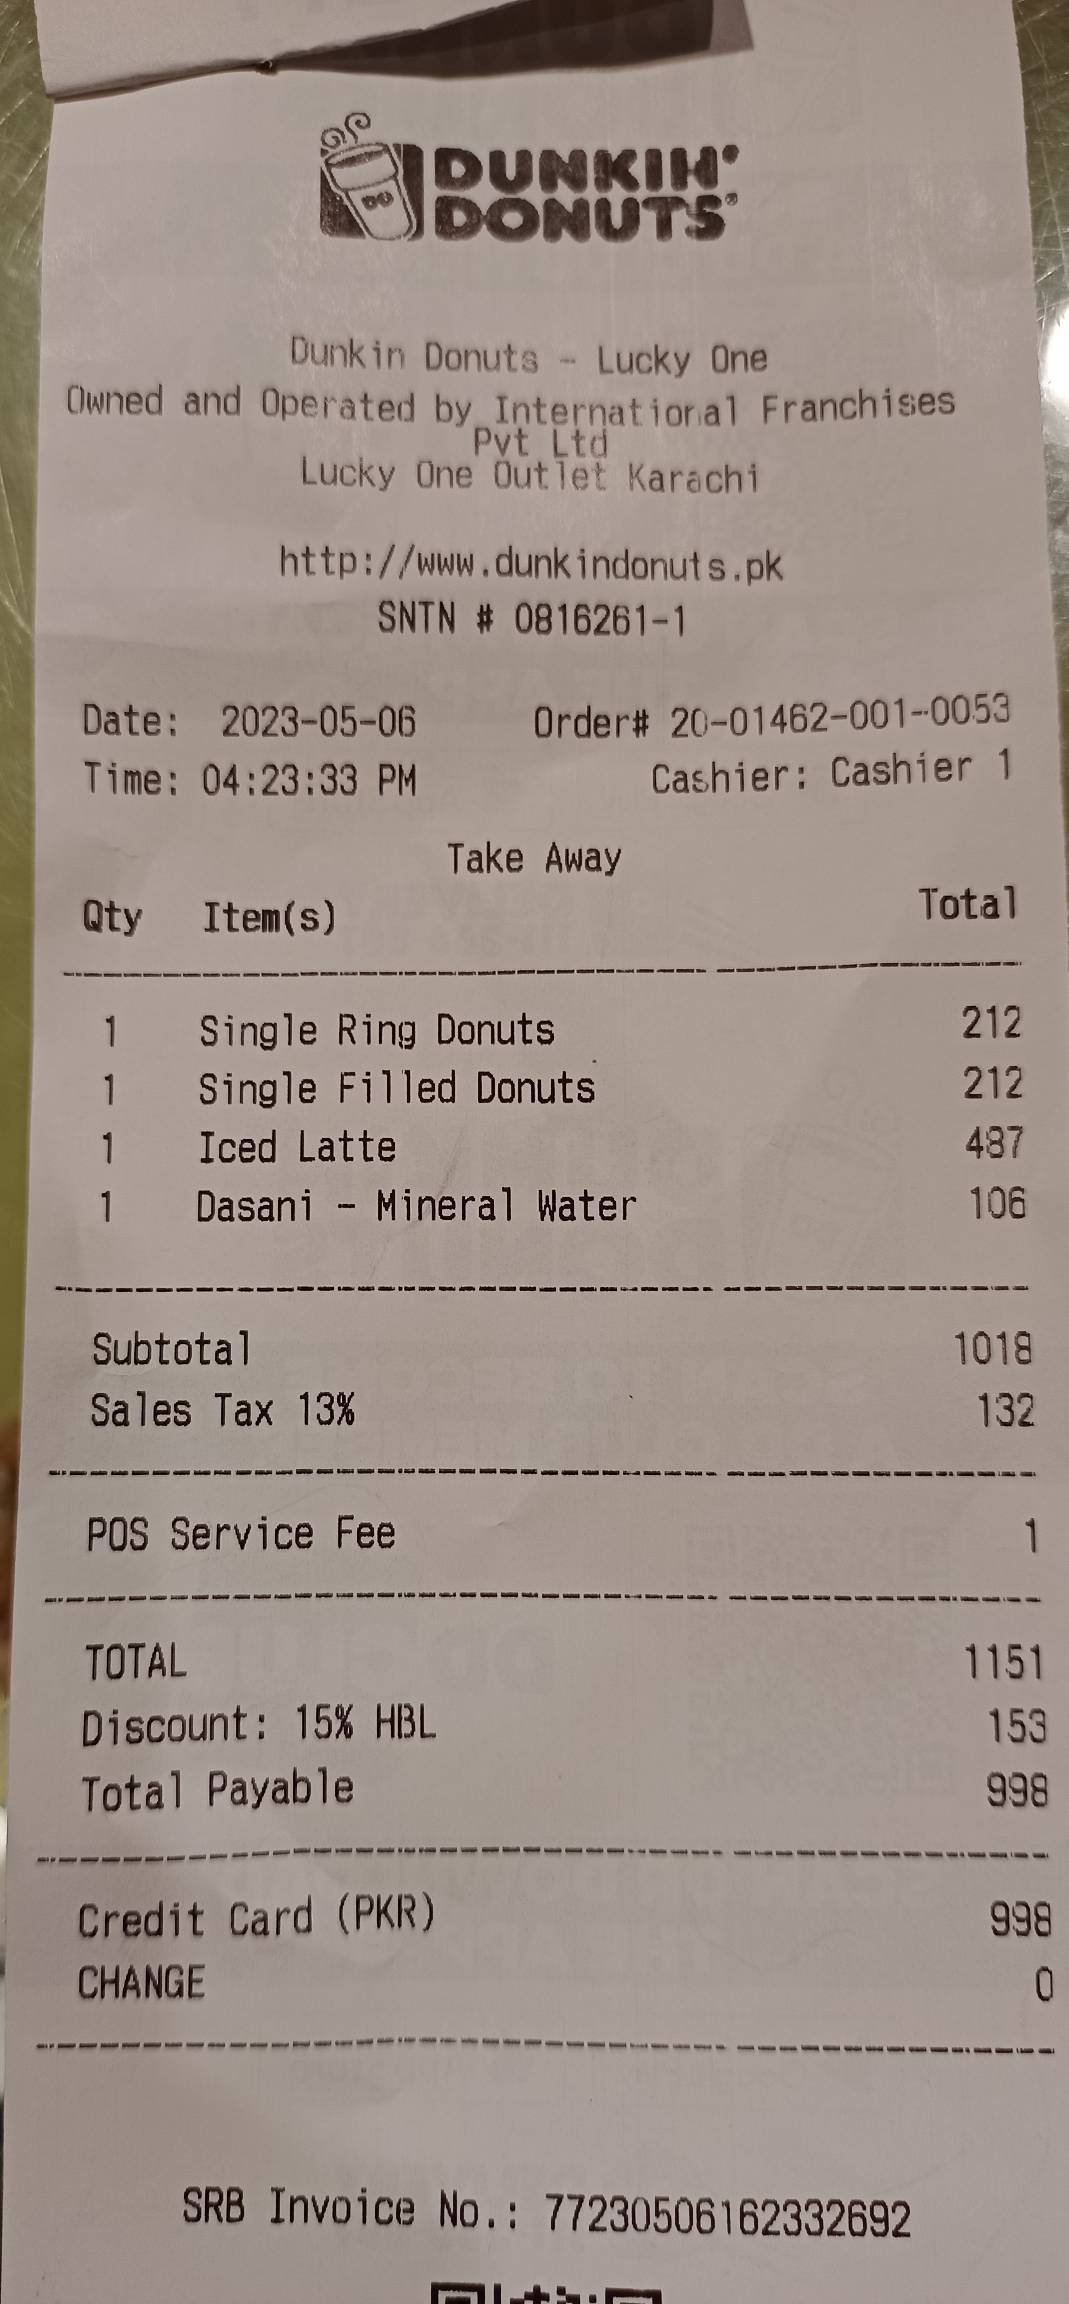 DUNKIN'
DONUTS®
Dunkin Donuts - Lucky One
Owned and Operated by International Franchises
Pvt Ltd
Lucky One Outlet Karachi
http://www.dunkindonuts.pk
SNTN # 0816261-1
Date: 2023-05-06 Order# 20-01462-001-0053
Time: 04:23:33 PM Cashier: Cashier 1
Take Away
Qty Item(s) Total
1 Single Ring Donuts 212
1 Single Filled Donuts 212
1 Iced Latte 487
1 Dasani - Mineral Water 106
Subtotal 1018
Sales Tax 13% 132
POS Service Fee 1
TOTAL 1151
Discount: 15% HBL 153
Total Payable 998
Credit Card (PKR) 998
CHANGE 0
SRB Invoice No.: 77230506162332692